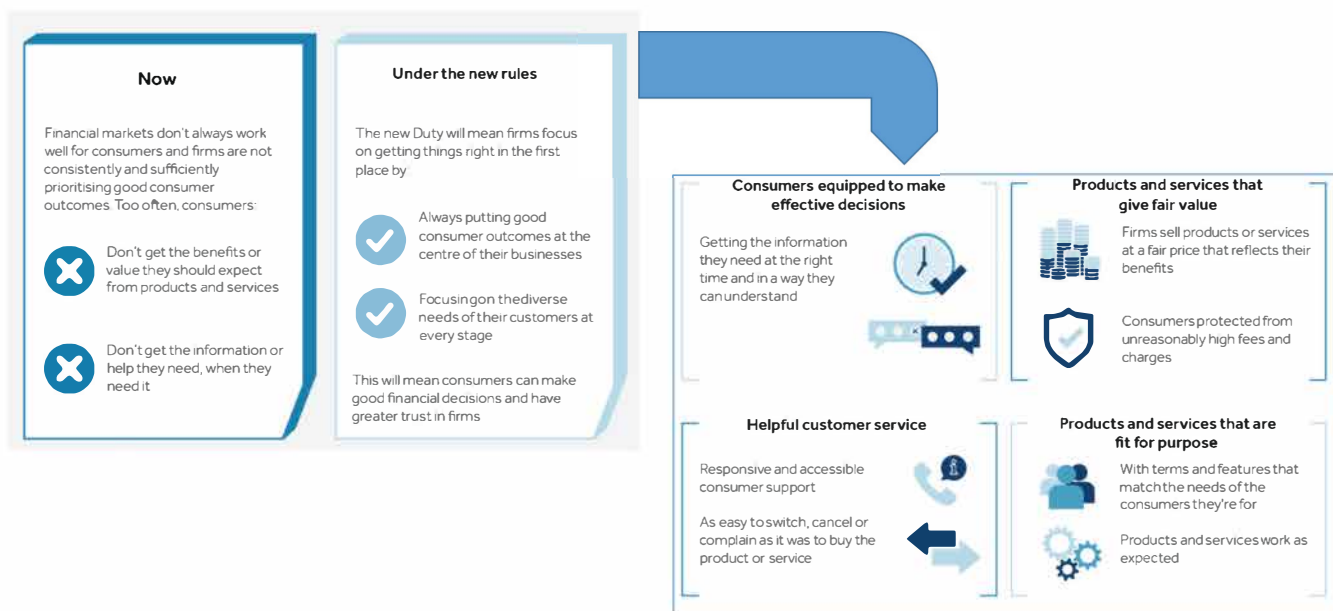 Now
Financial markets don't always work
well for consumers and firms are not
consistently and sufficiently
prioritising good consumer
outcomes. Too often, consumers:
Don't get the benefits or
value they should expect
from products and services
Don't get the information or
help they need, when they
need it
Under the new rules
The new Duty will mean firms focus
on getting things right in the first
place by
Always putting good
consumer outcomes at the
centre of their businesses
Focusingon thediverse
needs of their customers at
every stage
This will mean consumers can make
good financial decisions and have
greater trust in firms
Consumers equipped to make
effective decisions
Getting the information
they need at the right
time and in a way they
can understand
Products and services that
give fair value
Firms sell products or services
at a fair price that reflects their
benefits
Consumers protected from
unreasonably high fees and
charges
Helpful customer service
Responsive and accessible
consumer support
As easy to switch, cancel or
complain as it was to buy the
product or service
Products and services that are
fit for purpose
With terms and features that
match the needs of the
consumers they're for
Products and services work as
expected